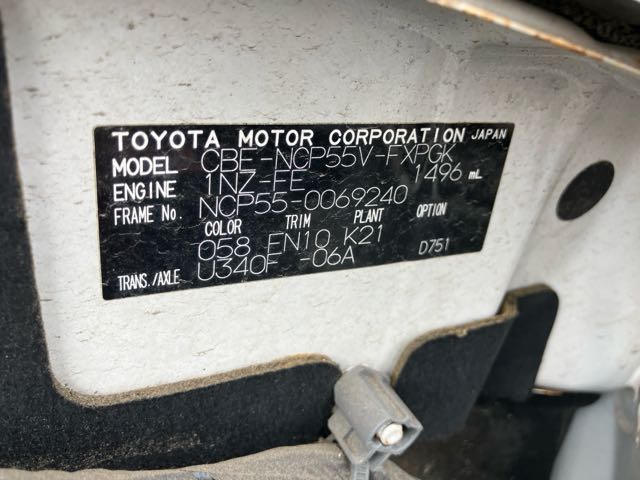 TOYOTA MOTOR CORPORATION JAPAN
MODEL CBE-NCP55V-FXPGK
ENGINE 1NZ-FE 1496 mL
FRAME No. NCP55-0069240
COLOR TRIM PLANT OPTION
058 FN10 K21 D751
TRANS./AXLE U340F -06A